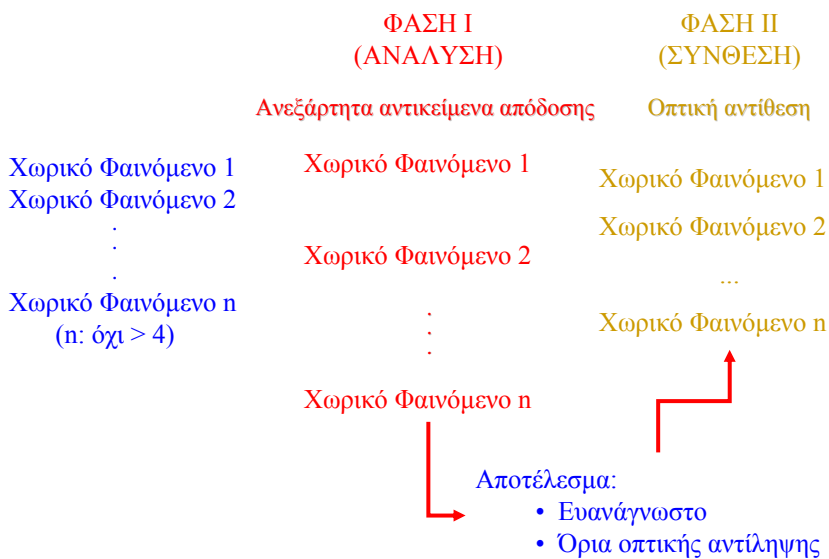 ΦΑΣΗ Ι
(ΑΝΑΛΥΣΗ)
Ανεξάρτητα αντικείμενα απόδοσης
Χωρικό Φαινόμενο 1
Χωρικό Φαινόμενο 2
.
.
.
Χωρικό Φαινόμενο n
(n: όχι > 4)
Χωρικό Φαινόμενο 1
Χωρικό Φαινόμενο 2
.
.
.
Χωρικό Φαινόμενο n
ΦΑΣΗ ΙΙ
(ΣΥΝΘΕΣΗ)
Οπτική αντίθεση
Χωρικό Φαινόμενο 1
Χωρικό Φαινόμενο 2
...
Χωρικό Φαινόμενο n
Αποτέλεσμα:
• Ευανάγνωστο
• Όρια οπτικής αντίληψης